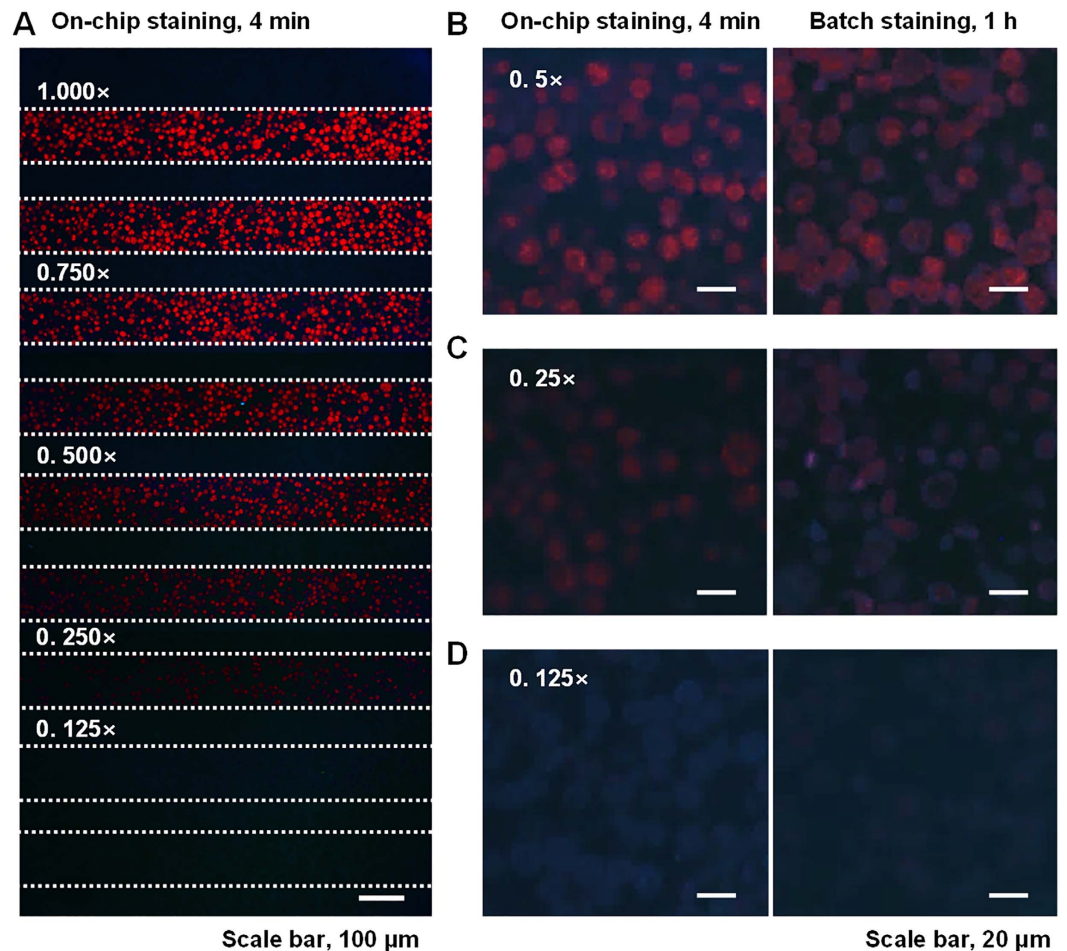 A On-chip staining, 4 min
1.000×
0.750×
0. 500×
0. 250×
0. 125×
Scale bar, 100 µm
B On-chip staining, 4 min Batch staining, 1 h
0. 5×
C
0. 25×
D
0. 125×
Scale bar, 20 µm